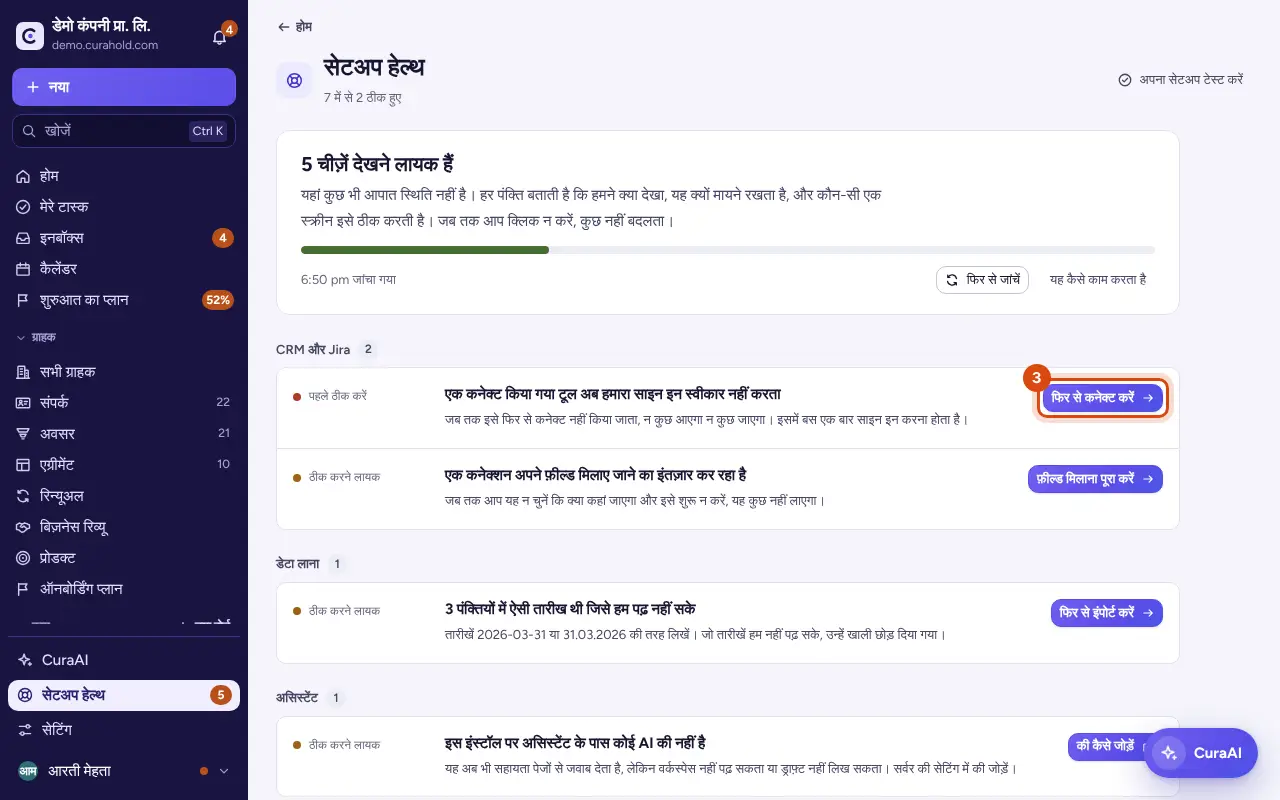 डेमो कंपनी प्रा. लि.
demo.curahold.com
4
नया
खोजें
Ctrl K
होम
मेरे टास्क
इनबॉक्स
4
कैलेंडर
शुरुआत का प्लान
52%
ग्राहक
सभी ग्राहक
संपर्क
22
अवसर
21
एग्रीमेंट
10
रिन्यूअल
बिज़नेस रिव्यू
प्रोडक्ट
ऑनबोर्डिंग प्लान
CuraAI
सेटअप हेल्थ
5
सेटिंग
आम
आरती मेहता
होम
सेटअप हेल्थ
7 में से 2 ठीक हुए
अपना सेटअप टेस्ट करें
5 चीज़ें देखने लायक हैं
यहां कुछ भी आपात स्थिति नहीं है। हर पंक्ति बताती है कि हमने क्या देखा, यह क्यों मायने रखता है, और कौन-सी एक
स्क्रीन इसे ठीक करती है। जब तक आप क्लिक न करें, कुछ नहीं बदलता।
6:50 pm जांचा गया
फिर से जांचें
यह कैसे काम करता है
CRM और Jira
2
पहले ठीक करें
एक कनेक्ट किया गया टूल अब हमारा साइन इन स्वीकार नहीं करता
जब तक इसे फिर से कनेक्ट नहीं किया जाता, न कुछ आएगा न कुछ जाएगा। इसमें बस एक बार साइन इन करना होता है।
3
फिर से कनेक्ट करें
ठीक करने लायक
एक कनेक्शन अपने फ़ील्ड मिलाए जाने का इंतज़ार कर रहा है
जब तक आप यह न चुनें कि क्या कहां जाएगा और इसे शुरू न करें, यह कुछ नहीं लाएगा।
फ़ील्ड मिलाना पूरा करें
डेटा लाना
1
ठीक करने लायक
3 पंक्तियों में ऐसी तारीख थी जिसे हम पढ़ नहीं सके
तारीखें 2026-03-31 या 31.03.2026 की तरह लिखें। जो तारीखें हम नहीं पढ़ सके, उन्हें खाली छोड़ दिया गया।
फिर से इंपोर्ट करें
असिस्टेंट
1
ठीक करने लायक
इस इंस्टॉल पर असिस्टेंट के पास कोई AI की नहीं है
यह अब भी सहायता पेजों से जवाब देता है, लेकिन वर्कस्पेस नहीं पढ़ सकता या ड्राफ़्ट नहीं लिख सकता। सर्वर की सेटिंग में की जोड़ें।
की कैसे जोड़ें
CuraAI